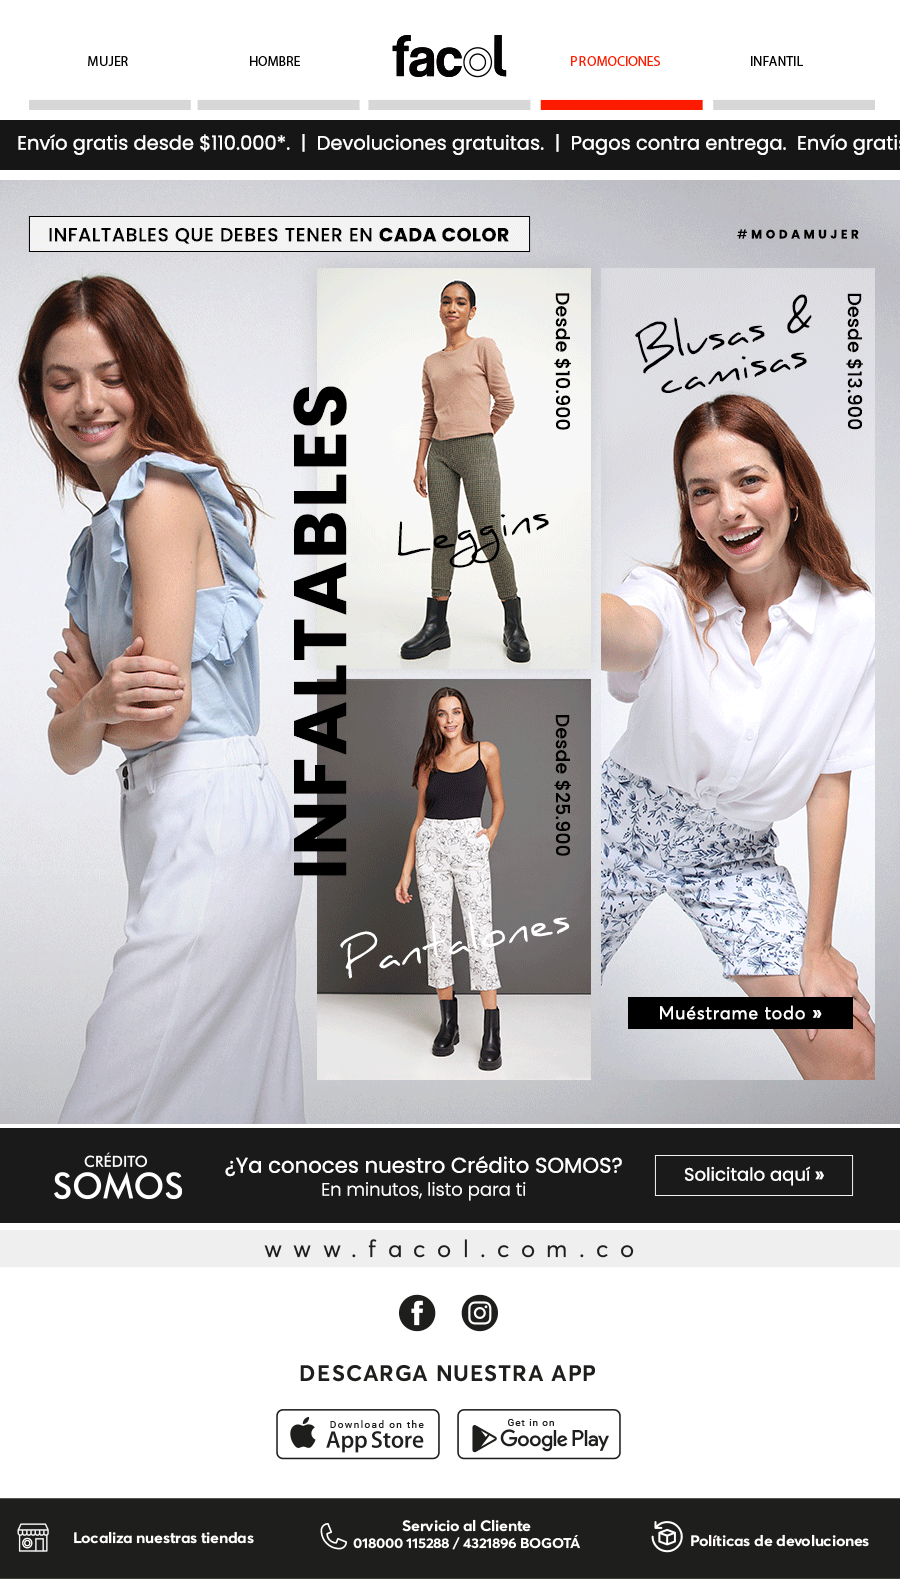 facol
MUJER
HOMBRE
PROMOCIONES
INFANTIL
Envío gratis desde $110.000*. | Devoluciones gratuitas. | Pagos contra entrega. Envío gratis
INFALTABLES QUE DEBES TENER EN CADA COLOR
#MODAMUJER
INFALTABLES
Desde $10.900
Leggins
Blusas &
camisas
Desde $13.900
Desde $25.900
Pantalones
Muéstrame todo »
CRÉDITO
SOMOS
¿Ya conoces nuestro Crédito SOMOS?
En minutos, listo para ti
Solicitalo aquí »
www.facol.com.co
DESCARGA NUESTRA APP
Download on the
App Store
Get in on
Google Play
Localiza nuestras tiendas
Servicio al Cliente
018000 115288 / 4321896 BOGOTÁ
Políticas de devoluciones